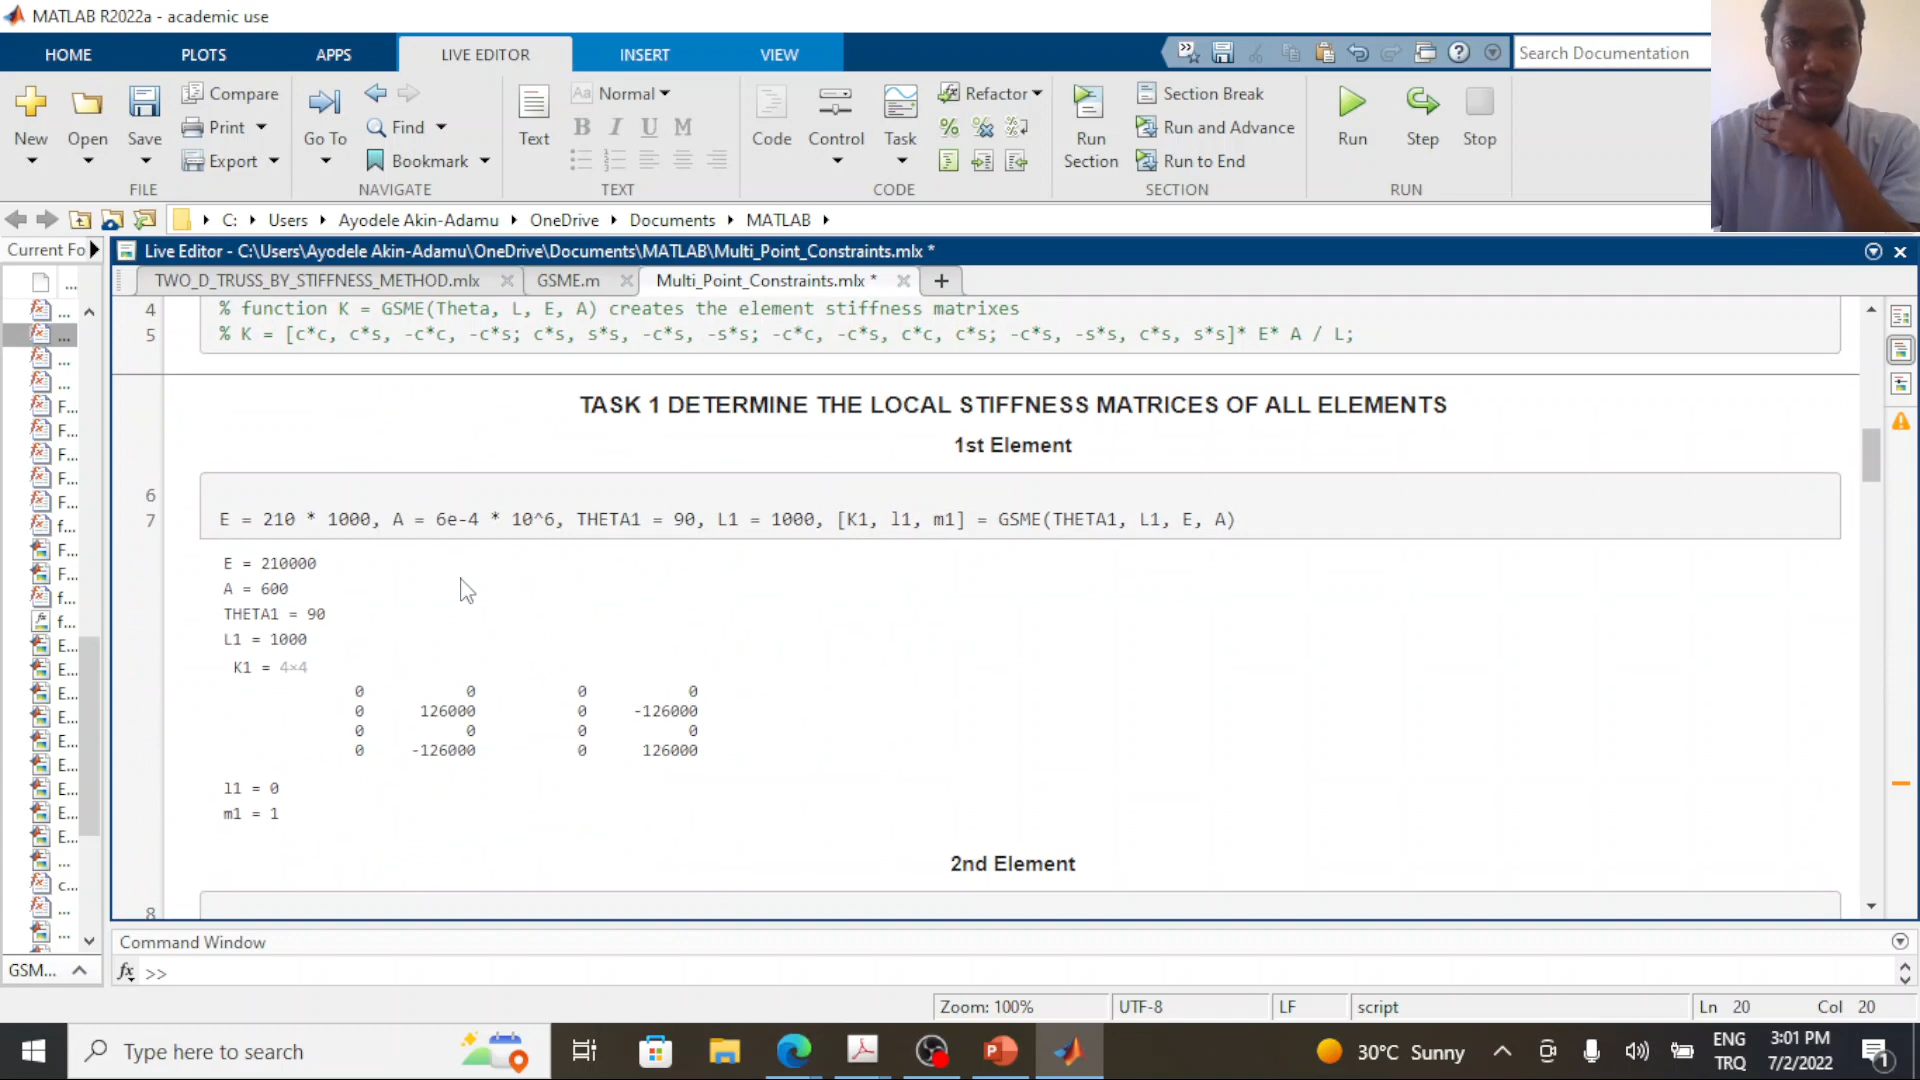 MATLAB R2022a - academic use
HOME PLOTS APPS LIVE EDITOR INSERT VIEW Search Documentation
New Open Save Compare Print Export FILE
Go To Find Bookmark NAVIGATE
Text Aa Normal B I U M TEXT
Code Control Task Refactor CODE
Run Section Section Break Run and Advance Run to End SECTION
Run Step Stop RUN
C: Users Ayodele Akin-Adamu OneDrive Documents MATLAB
Current Fo
Live Editor - C:\Users\Ayodele Akin-Adamu\OneDrive\Documents\MATLAB\Multi_Point_Constraints.mlx *
TWO_D_TRUSS_BY_STIFFNESS_METHOD.mlx GSME.m Multi_Point_Constraints.mlx *
4 % function K = GSME(Theta, L, E, A) creates the element stiffness matrixes
5 % K = [c*c, c*s, -c*c, -c*s; c*s, s*s, -c*s, -s*s; -c*c, -c*s, c*c, c*s; -c*s, -s*s, c*s, s*s]* E* A / L;
TASK 1 DETERMINE THE LOCAL STIFFNESS MATRICES OF ALL ELEMENTS
1st Element
6
7 E = 210 * 1000, A = 6e-4 * 10^6, THETA1 = 90, L1 = 1000, [K1, l1, m1] = GSME(THETA1, L1, E, A)
E = 210000
A = 600
THETA1 = 90
L1 = 1000
K1 = 4×4
0 0 0 0
0 126000 0 -126000
0 0 0 0
0 -126000 0 126000
l1 = 0
m1 = 1
2nd Element
8
Command Window
GSM...
fx >>
Zoom: 100% UTF-8 LF script Ln 20 Col 20
Type here to search
30°C Sunny
ENG
TRQ
3:01 PM
7/2/2022
1